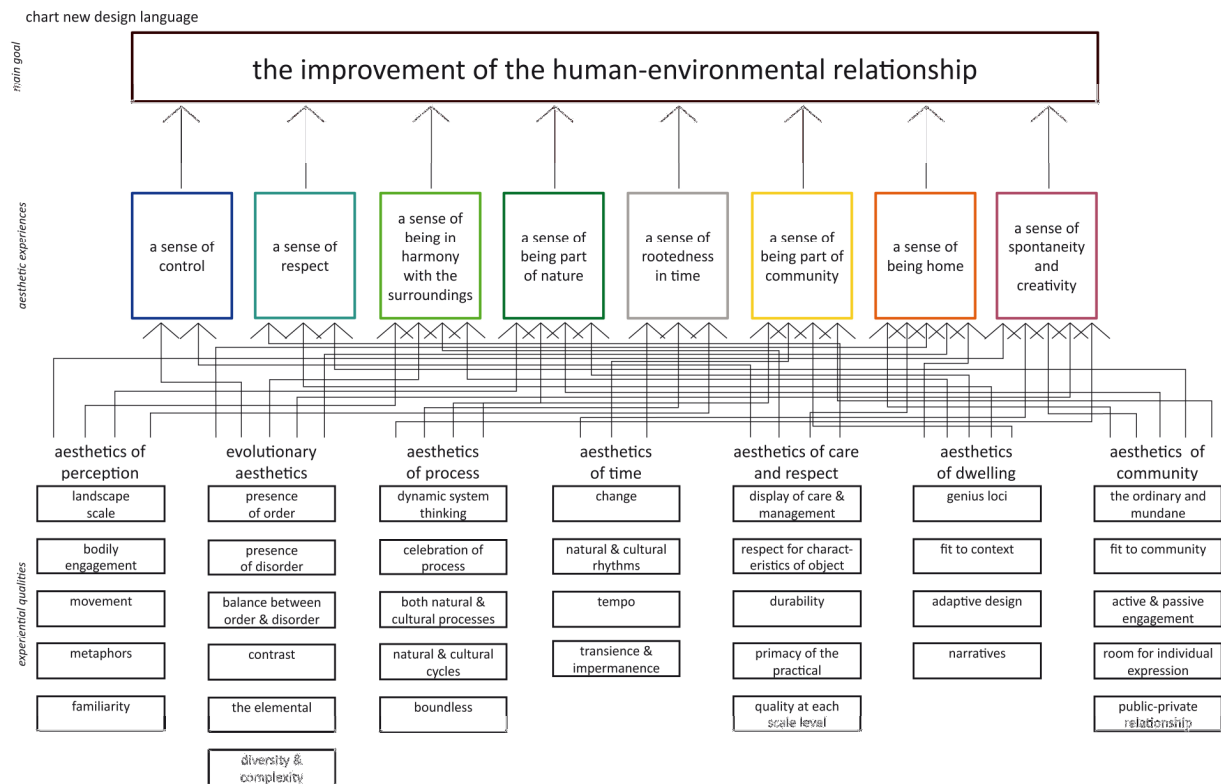 chart new design language
main goal
the improvement of the human-environmental relationship
aesthetic experiences
a sense of
control
a sense of
respect
a sense of
being in
harmony
with the
surroundings
a sense of
being part
of nature
a sense of
rootedness
in time
a sense of
being part of
community
a sense of
being home
a sense of
spontaneity
and
creativity
aesthetics of
perception
evolutionary
aesthetics
aesthetics
of process
aesthetics
of time
aesthetics of care
and respect
aesthetics
of dwelling
aesthetics of
community
experiential qualities
landscape
scale
bodily
engagement
movement
metaphors
familiarity
presence
of order
presence
of disorder
balance between
order & disorder
contrast
the elemental
diversity &
complexity
dynamic system
thinking
celebration of
process
both natural &
cultural processes
natural & cultural
cycles
boundless
change
natural & cultural
rhythms
tempo
transience &
impermanence
display of care &
management
respect for charact-
eristics of object
durability
primacy of the
practical
quality at each
scale level
genius loci
fit to context
adaptive design
narratives
the ordinary and
mundane
fit to community
active & passive
engagement
room for individual
expression
public-private
relationship